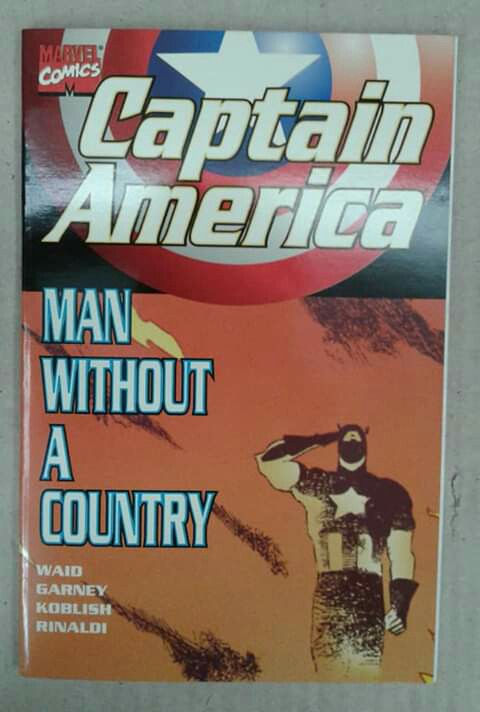 MARVEL
COMICS
M
Captain
America
MAN
WITHOUT
A
COUNTRY
WAID
GARNEY
KOBLISH
RINALDI